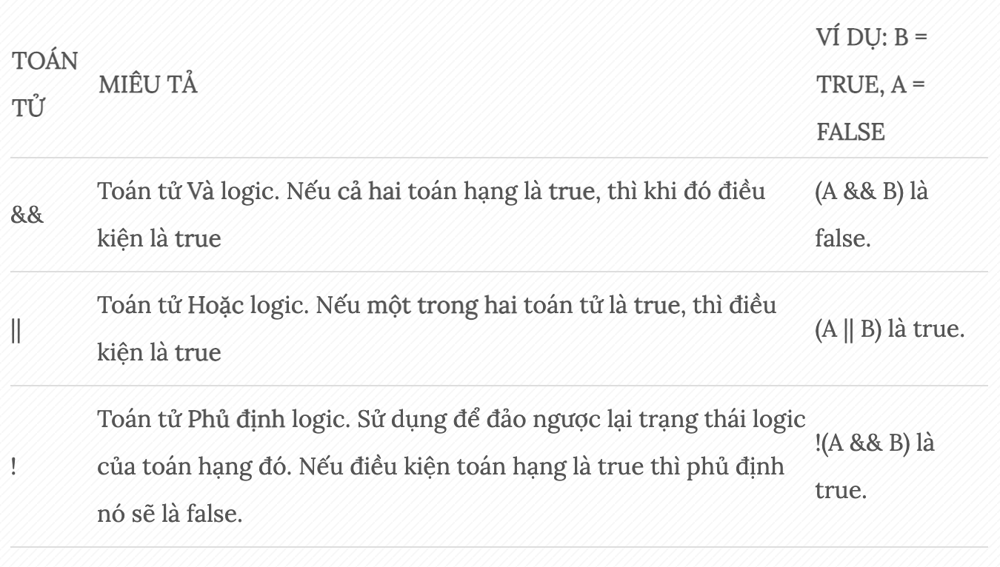 TOÁN
TỬ
MIÊU TẢ
VÍ DỤ: B =
TRUE, A =
FALSE
&&
Toán tử Và logic. Nếu cả hai toán hạng là true, thì khi đó điều
kiện là true
(A && B) là
false.
||
Toán tử Hoặc logic. Nếu một trong hai toán tử là true, thì điều
kiện là true
(A || B) là true.
!
Toán tử Phủ định logic. Sử dụng để đảo ngược lại trạng thái logic
của toán hạng đó. Nếu điều kiện toán hạng là true thì phủ định
nó sẽ là false.
!(A && B) là
true.